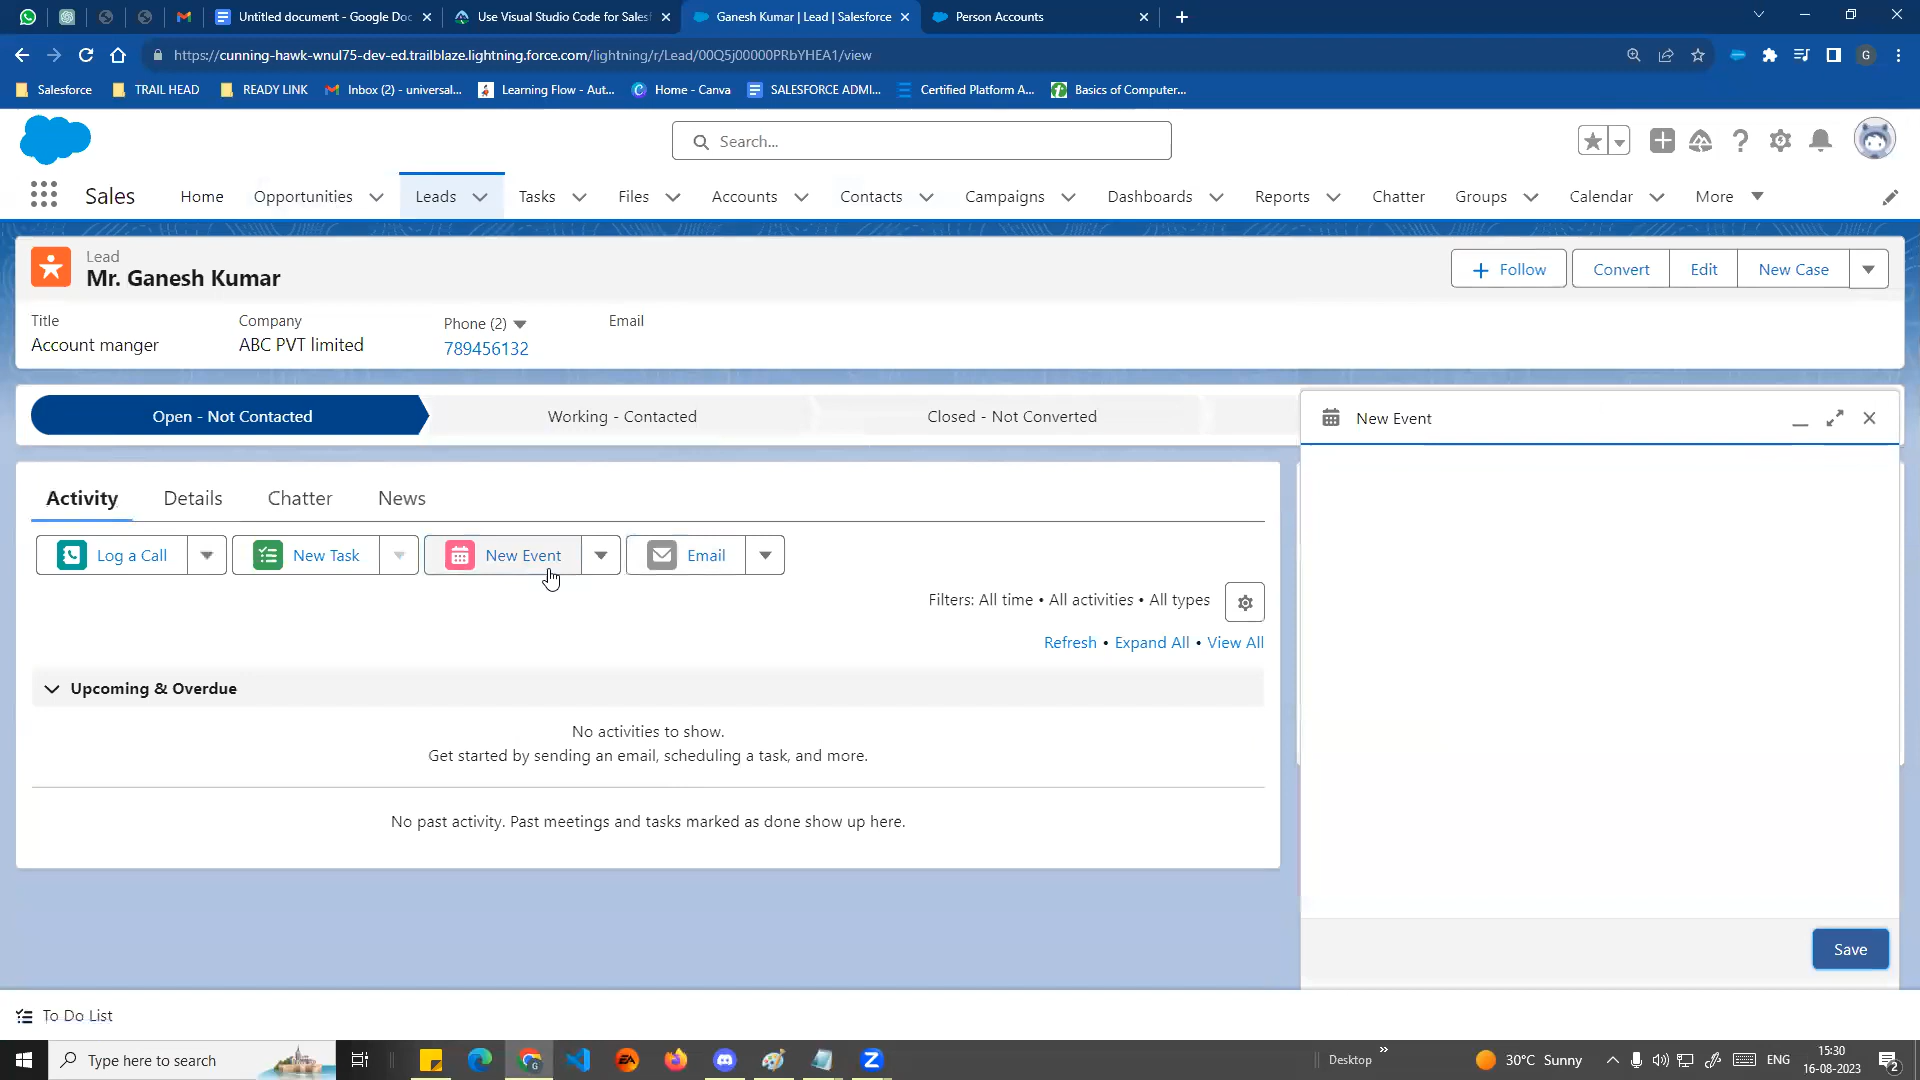 Untitled document - Google Doc
Use Visual Studio Code for Salesf
Ganesh Kumar | Lead | Salesforce
Person Accounts
https://cunning-hawk-wnul75-dev-ed.trailblaze.lightning.force.com/lightning/r/Lead/00Q5j00000PRbYHEA1/view
G
Salesforce
TRAIL HEAD
READY LINK
Inbox (2) - universal...
Learning Flow - Aut...
Home - Canva
SALESFORCE ADMI...
Certified Platform A...
Basics of Computer...
Search...
Sales
Home
Opportunities
Leads
Tasks
Files
Accounts
Contacts
Campaigns
Dashboards
Reports
Chatter
Groups
Calendar
More
Lead
Mr. Ganesh Kumar
Follow
Convert
Edit
New Case
Title
Company
Phone (2)
Email
Account manger
ABC PVT limited
789456132
Open - Not Contacted
Working - Contacted
Closed - Not Converted
New Event
Activity
Details
Chatter
News
Log a Call
New Task
New Event
Email
Filters: All time • All activities • All types
Refresh • Expand All • View All
Upcoming & Overdue
No activities to show.
Get started by sending an email, scheduling a task, and more.
No past activity. Past meetings and tasks marked as done show up here.
Save
To Do List
Type here to search
Desktop
30°C Sunny
ENG
15:30
16-08-2023
2